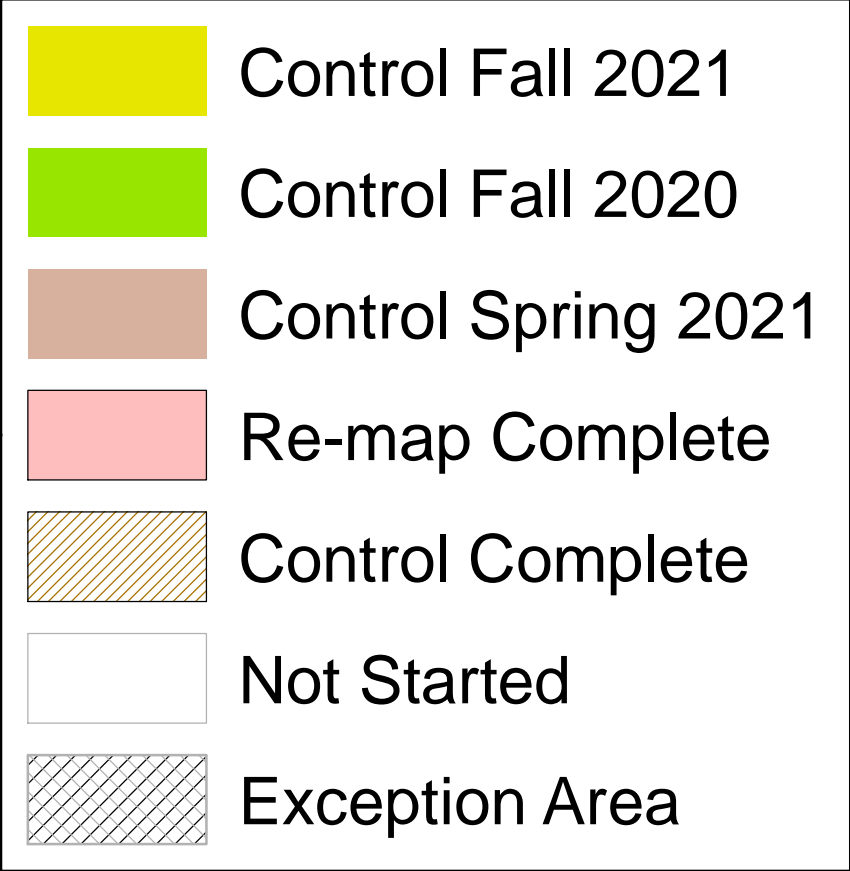 Control Fall 2021
Control Fall 2020
Control Spring 2021
Re-map Complete
Control Complete
Not Started
Exception Area